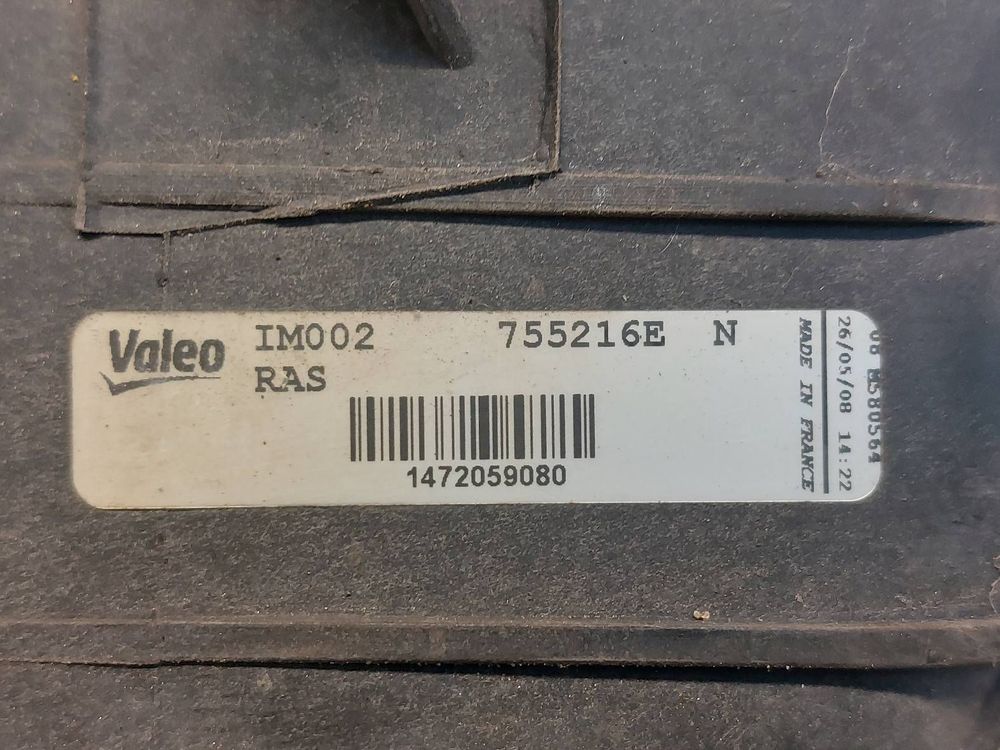 Valeo
IM002 755216E N
RAS
1472059080
MADE IN FRANCE
26/05/08 14:22